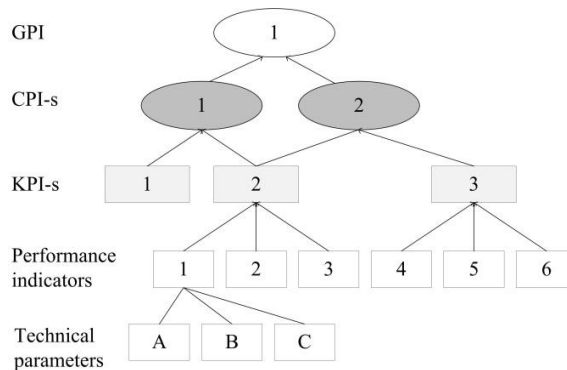 GPI
1
CPI-s
1 2
KPI-s
1 2 3
Performance
indicators
1 2 3 4 5 6
Technical
parameters
A B C